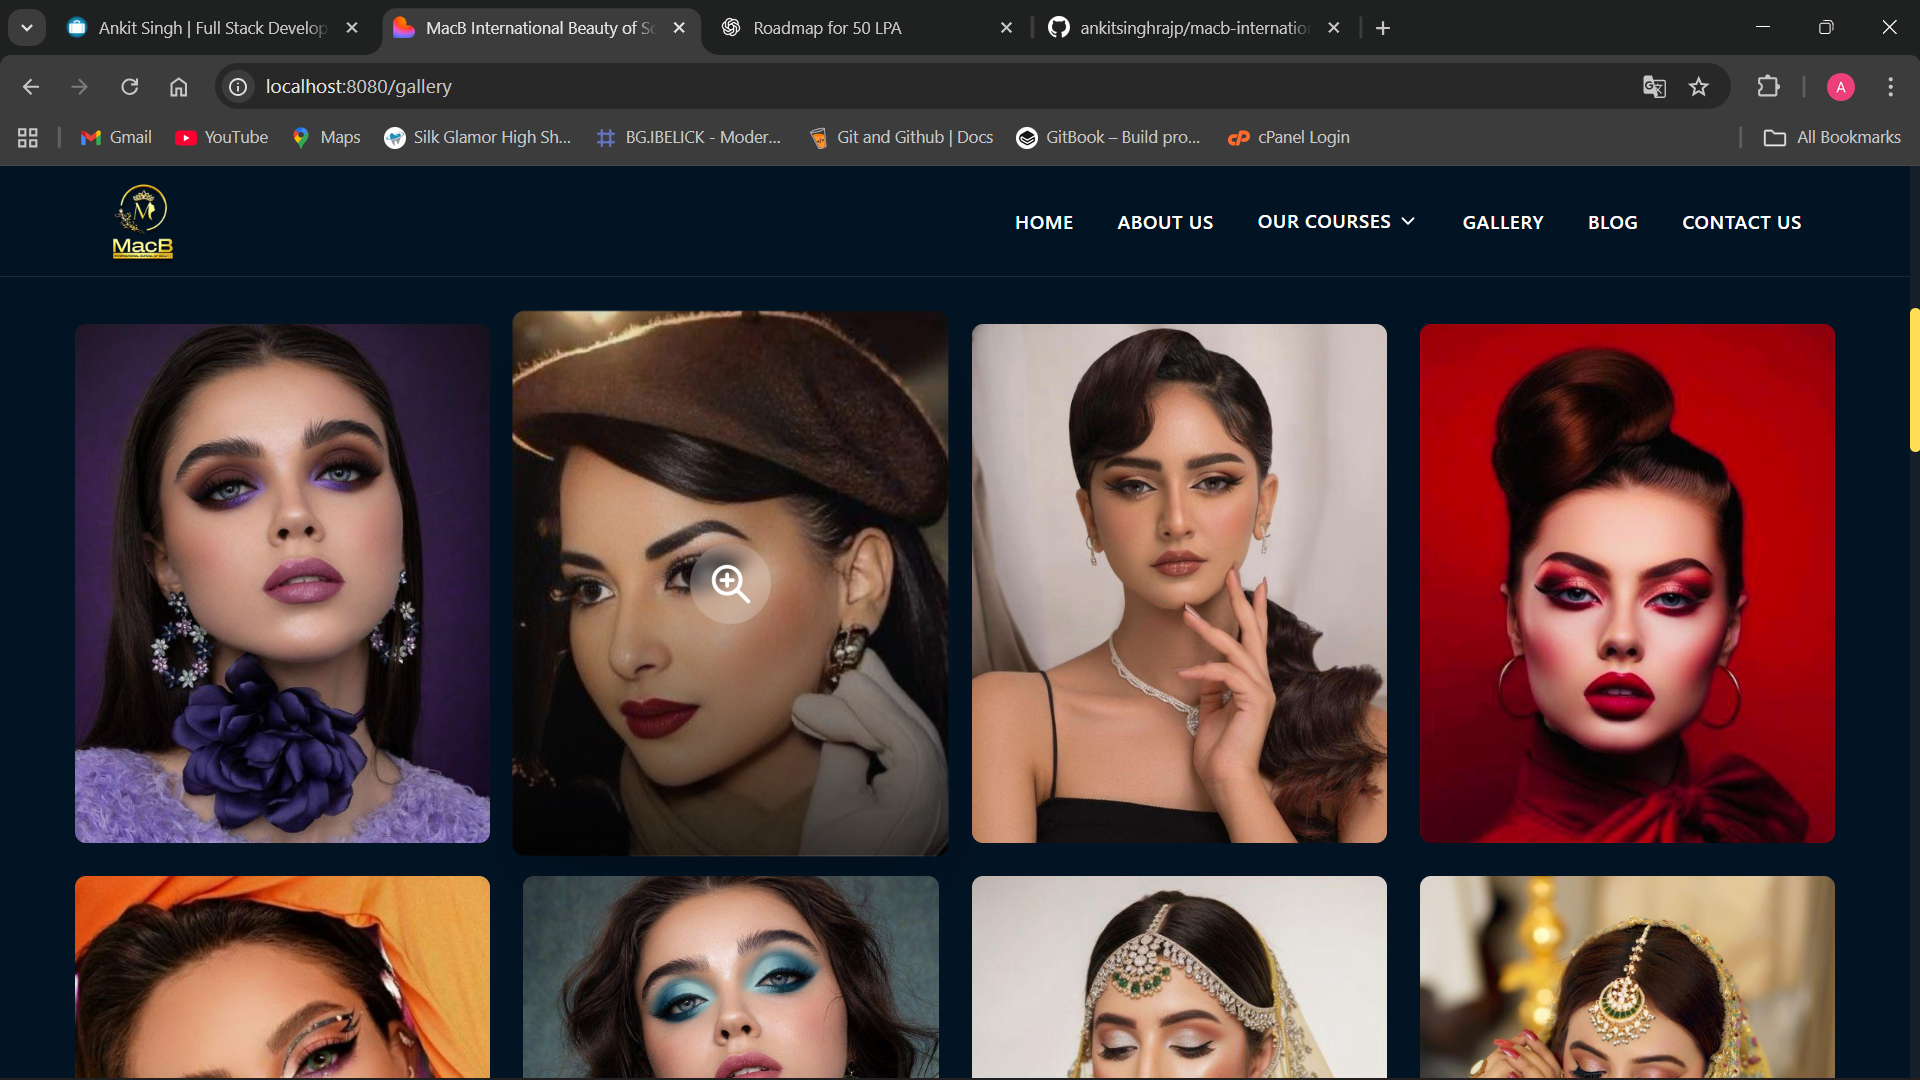 Ankit Singh | Full Stack Develop
MacB International Beauty of Sc
Roadmap for 50 LPA
ankitsinghrajp/macb-internatio
localhost:8080/gallery
A
Gmail
YouTube
Maps
Silk Glamor High Sh...
BG.IBELICK - Moder...
Git and Github | Docs
GitBook – Build pro...
cPanel Login
All Bookmarks
M
MacB
HOME
ABOUT US
OUR COURSES
GALLERY
BLOG
CONTACT US